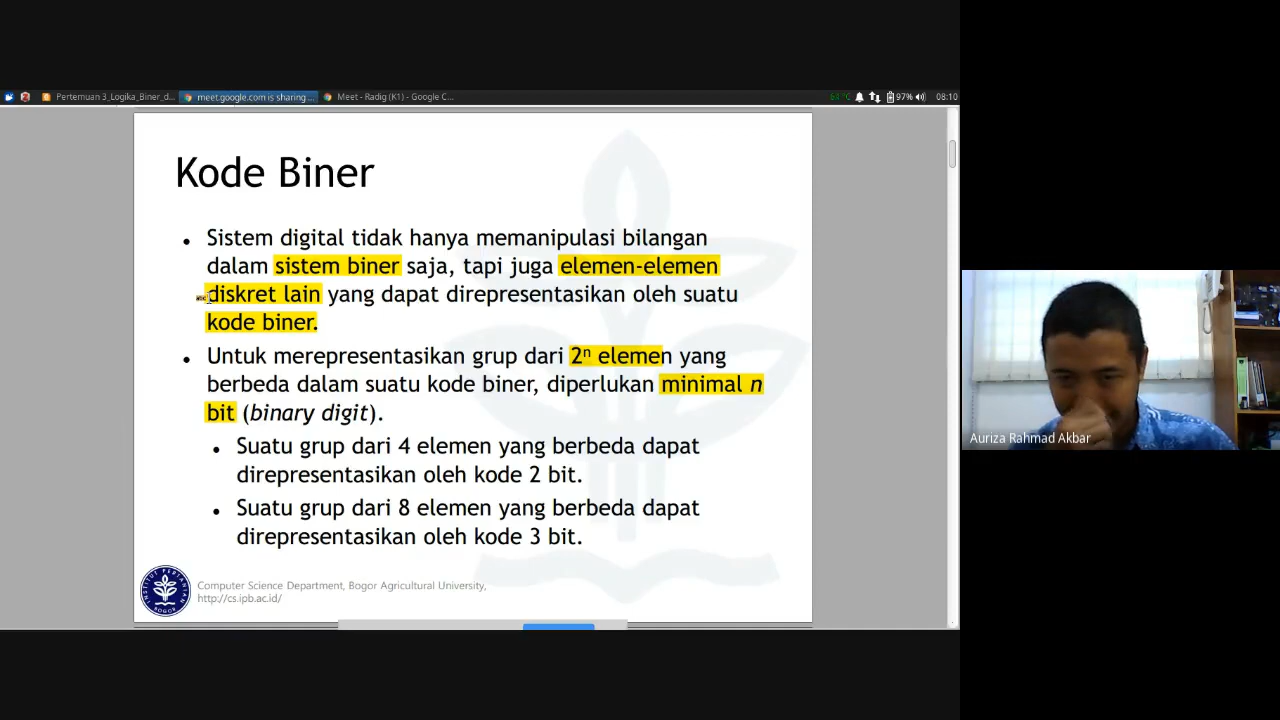 Pertemuan 3_Logika_Biner_d... meet.google.com is sharing... Meet - Radig (K1) - Google C... 64 °C 97% 08:10
Kode Biner
• Sistem digital tidak hanya memanipulasi bilangan
dalam sistem biner saja, tapi juga elemen-elemen
diskret lain yang dapat direpresentasikan oleh suatu
kode biner.
• Untuk merepresentasikan grup dari 2ⁿ elemen yang
berbeda dalam suatu kode biner, diperlukan minimal n
bit (binary digit).
• Suatu grup dari 4 elemen yang berbeda dapat
direpresentasikan oleh kode 2 bit.
• Suatu grup dari 8 elemen yang berbeda dapat
direpresentasikan oleh kode 3 bit.
INSTITUT PERTANIAN
BOGOR
Computer Science Department, Bogor Agricultural University,
http://cs.ipb.ac.id/
Auriza Rahmad Akbar